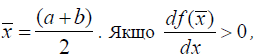 x̄ = (a+b)/2 . Якщо df(x̄)/dx > 0 ,